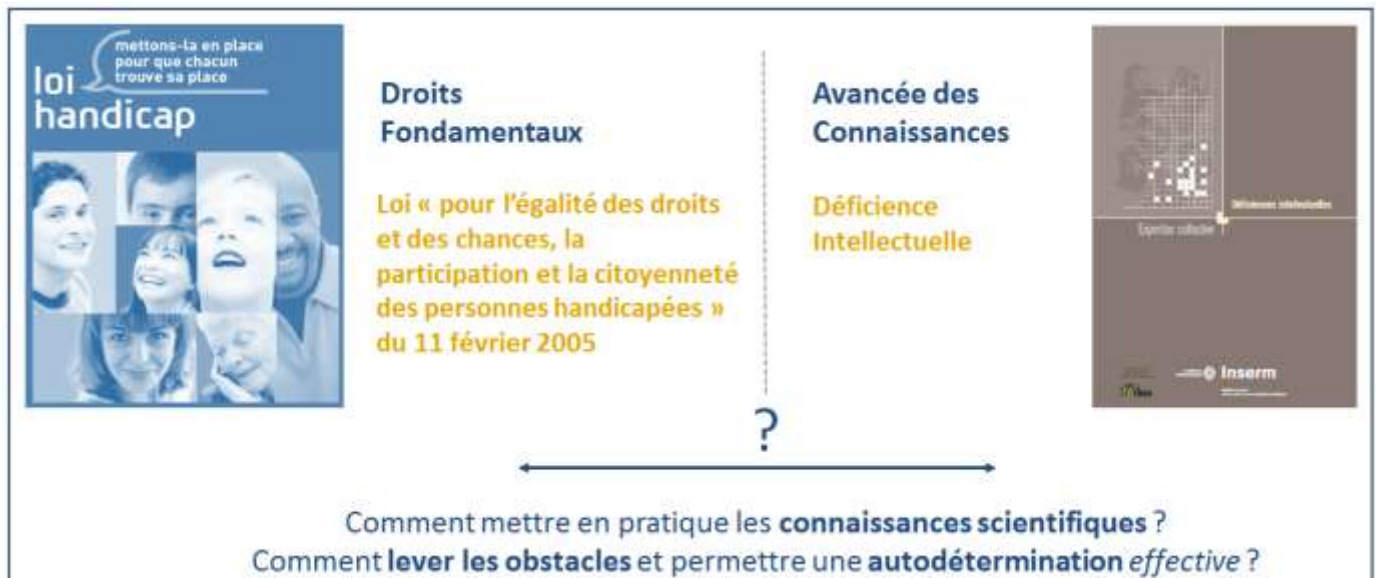 mettons-la en place
pour que chacun
trouve sa place
loi
handicap
Droits
Fondamentaux
Loi « pour l'égalité des droits
et des chances, la
participation et la citoyenneté
des personnes handicapées »
du 11 février 2005
Avancée des
Connaissances
Déficience
Intellectuelle
Déficiences intellectuelles
Expertise collective
Inserm
?
Comment mettre en pratique les connaissances scientifiques ?
Comment lever les obstacles et permettre une autodétermination effective ?